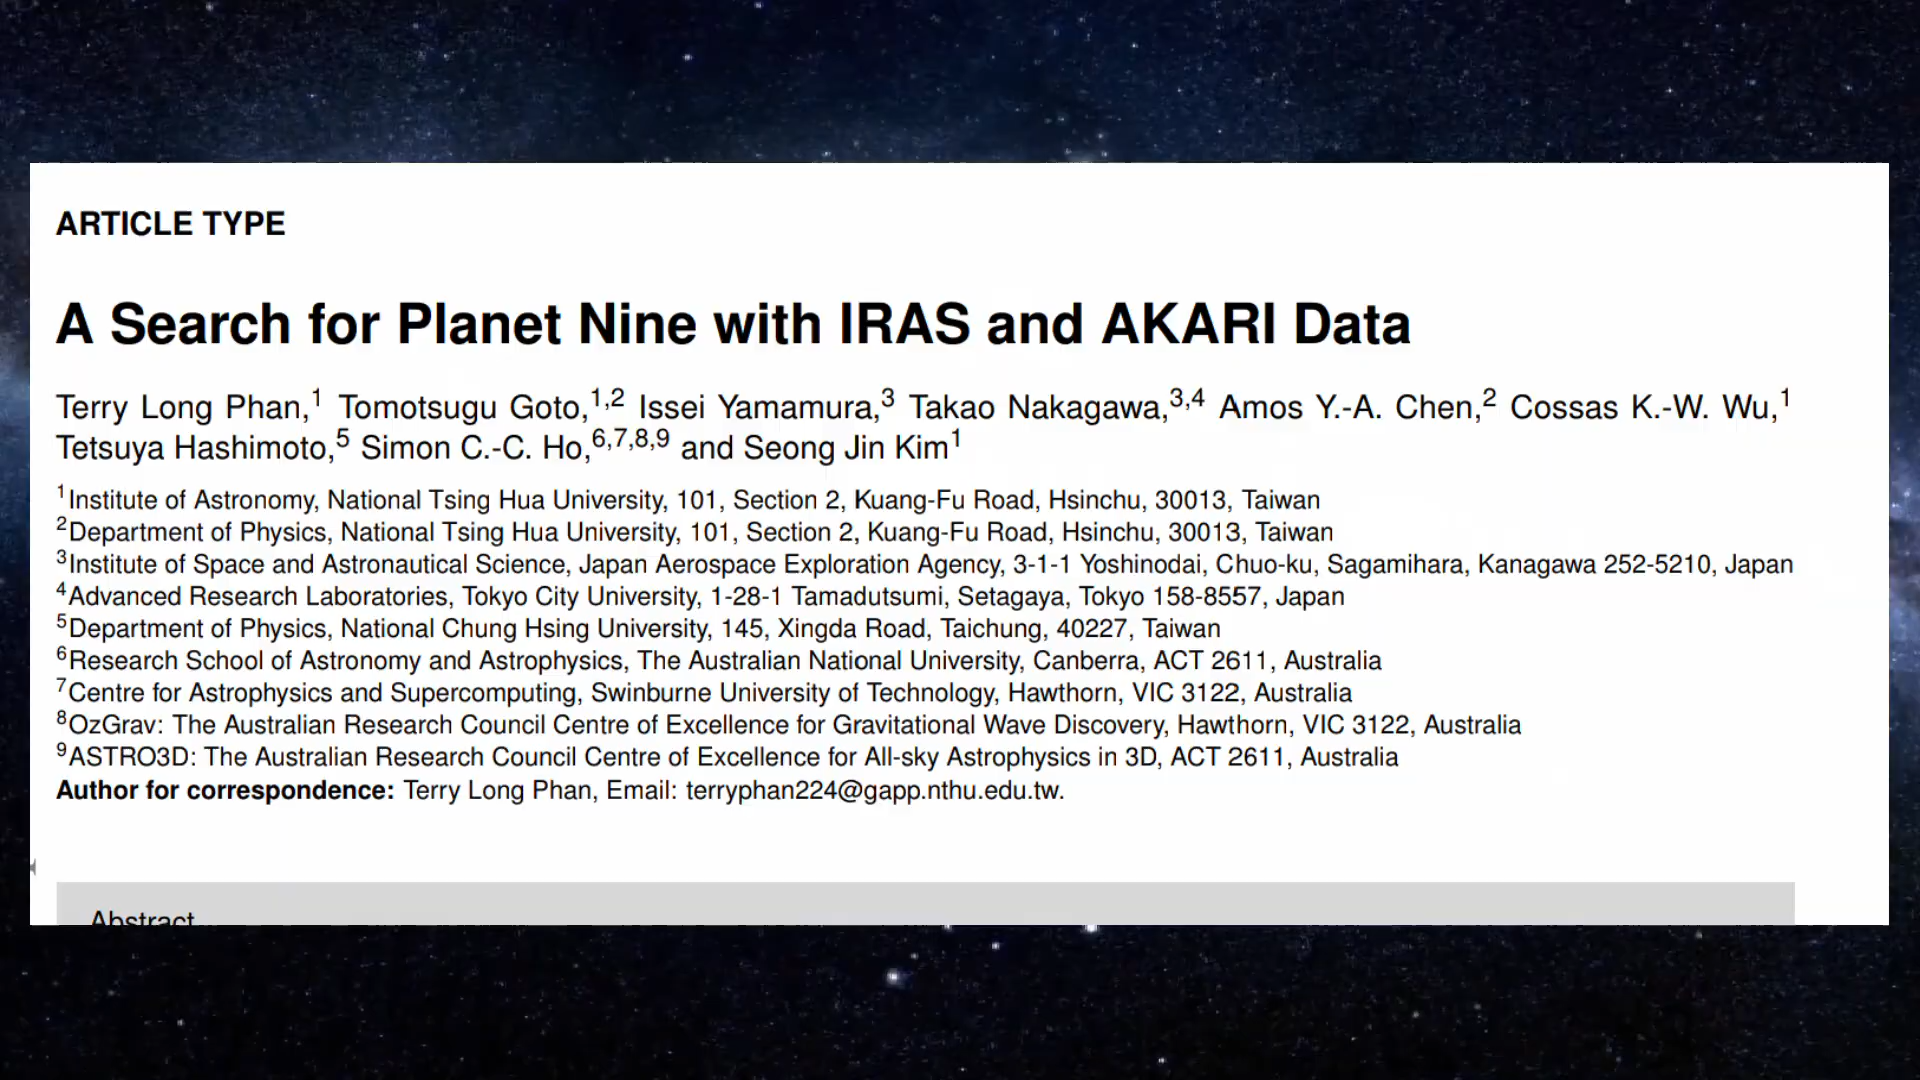 ARTICLE TYPE
A Search for Planet Nine with IRAS and AKARI Data
Terry Long Phan,1 Tomotsugu Goto,1,2 Issei Yamamura,3 Takao Nakagawa,3,4 Amos Y.-A. Chen,2 Cossas K.-W. Wu,1
Tetsuya Hashimoto,5 Simon C.-C. Ho,6,7,8,9 and Seong Jin Kim1
1Institute of Astronomy, National Tsing Hua University, 101, Section 2, Kuang-Fu Road, Hsinchu, 30013, Taiwan
2Department of Physics, National Tsing Hua University, 101, Section 2, Kuang-Fu Road, Hsinchu, 30013, Taiwan
3Institute of Space and Astronautical Science, Japan Aerospace Exploration Agency, 3-1-1 Yoshinodai, Chuo-ku, Sagamihara, Kanagawa 252-5210, Japan
4Advanced Research Laboratories, Tokyo City University, 1-28-1 Tamadutsumi, Setagaya, Tokyo 158-8557, Japan
5Department of Physics, National Chung Hsing University, 145, Xingda Road, Taichung, 40227, Taiwan
6Research School of Astronomy and Astrophysics, The Australian National University, Canberra, ACT 2611, Australia
7Centre for Astrophysics and Supercomputing, Swinburne University of Technology, Hawthorn, VIC 3122, Australia
8OzGrav: The Australian Research Council Centre of Excellence for Gravitational Wave Discovery, Hawthorn, VIC 3122, Australia
9ASTRO3D: The Australian Research Council Centre of Excellence for All-sky Astrophysics in 3D, ACT 2611, Australia
Author for correspondence: Terry Long Phan, Email: terryphan224@gapp.nthu.edu.tw.
Abstract